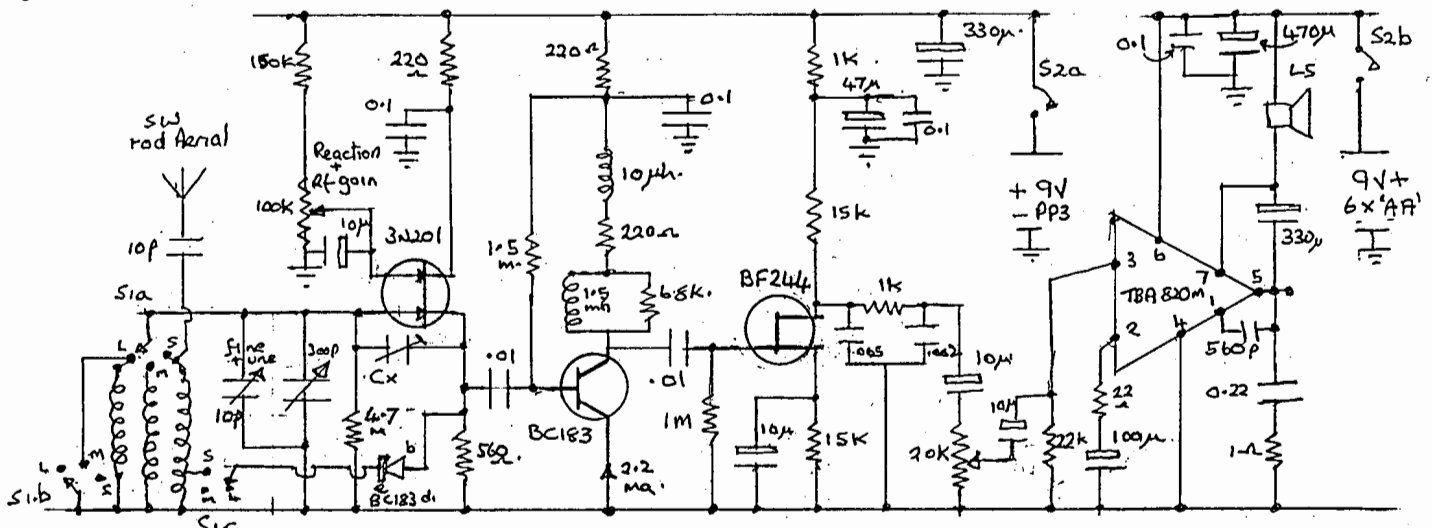 150k
220
Ω
220Ω
1K
330μ.
S2a
0.1
470μ
S2b
LS
47μ
0.1
0.1
0.1
SW
rod Aerial
Reaction
+
Rf gain
10μh.
100k
10μ
3N201
10p
220Ω
15K
+ 9V
- PP3
9V +
6 x 'AA'
-
1.5
m.
330μ
S1a
1.5
mh
6.8K.
BF244
1K
3
6
7
5
TBA 820m
1
2
4
L
S
M
fine
tune
10p
300p
Cx
.01
.01
.005
.002
560p
10μ
4.7
M
BC183
1M
10μ
15K
20K
10μ
22k
22
Ω
100μ
0.22
1Ω
56Ω.
b
e
BC183 di.
2.2
ma.
L
M
S
S
M
L
S1.b
S1c